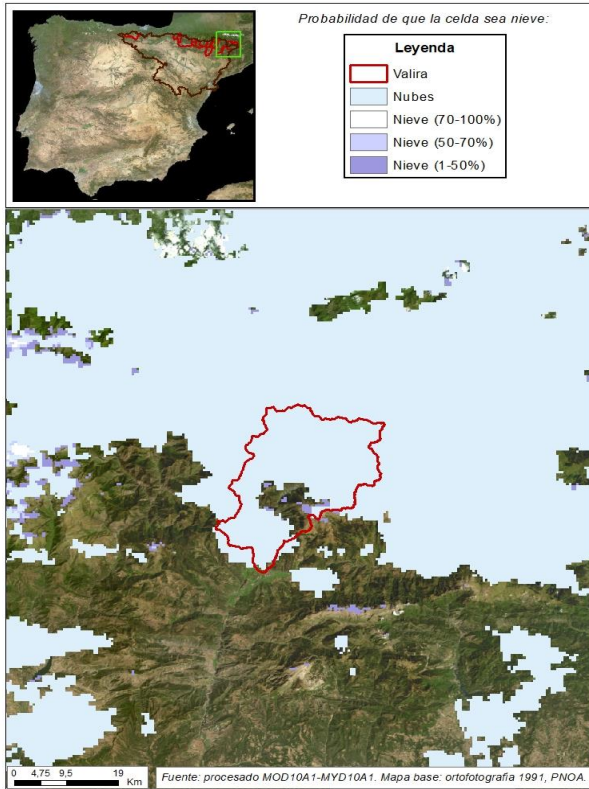 Probabilidad de que la celda sea nieve:
Leyenda
Valira
Nubes
Nieve (70-100%)
Nieve (50-70%)
Nieve (1-50%)
0 4,75 9,5 19
Km
Fuente: procesado MOD10A1-MYD10A1. Mapa base: ortofotografia 1991, PNOA.